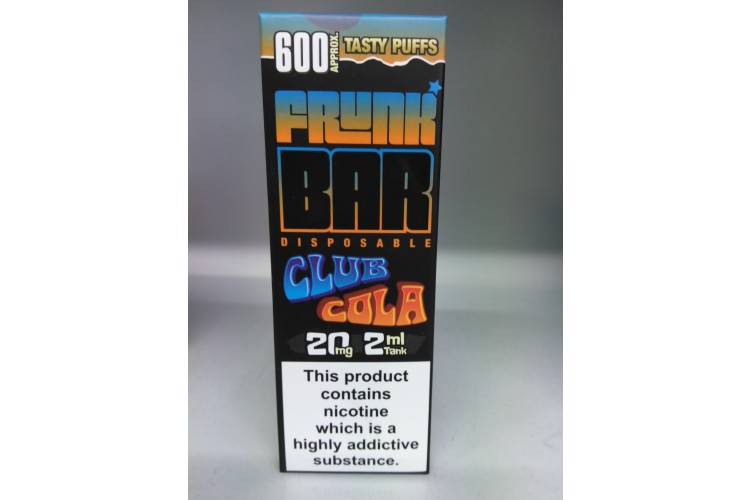 600 APPROX. TASTY PUFFS
FRUNK
BAR
DISPOSABLE
CLUB
COLA
20mg 2ml Tank
This product
contains
nicotine
which is a
highly addictive
substance.